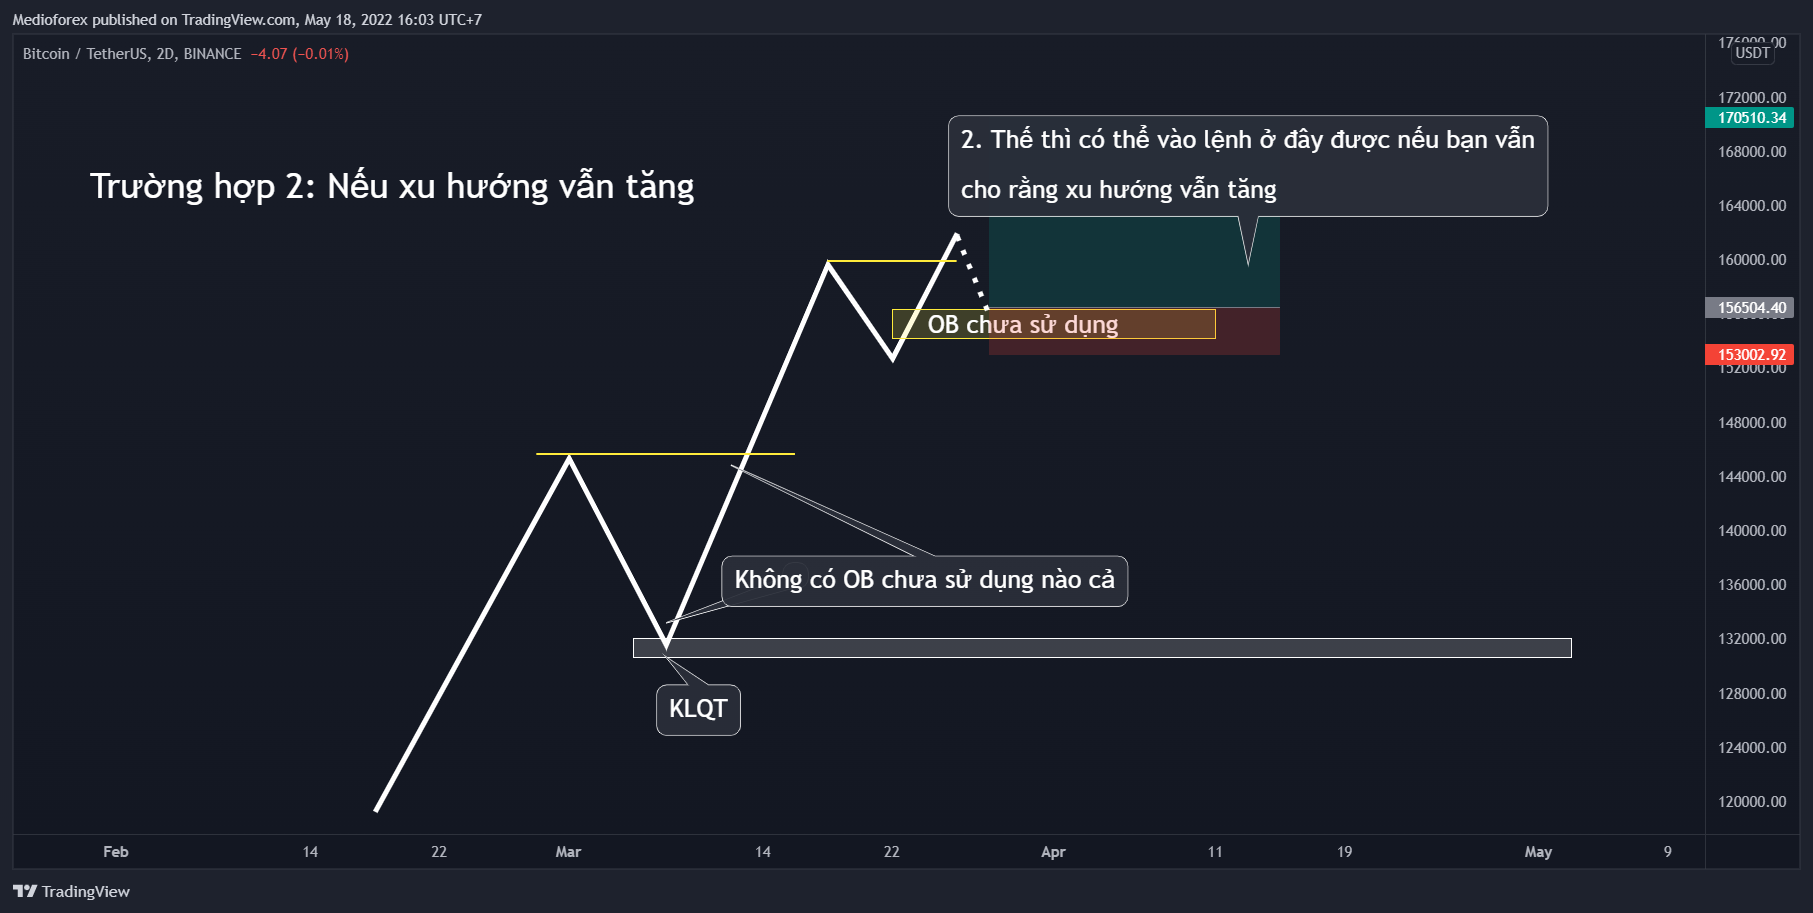 Medioforex published on TradingView.com, May 18, 2022 16:03 UTC+7
Bitcoin / TetherUS, 2D, BINANCE −4.07 (−0.01%)
USDT
Trường hợp 2: Nếu xu hướng vẫn tăng
2. Thế thì có thể vào lệnh ở đây được nếu bạn vẫn
cho rằng xu hướng vẫn tăng
OB chưa sử dụng
Không có OB chưa sử dụng nào cả
KLQT
176000.00
172000.00
170510.34
168000.00
164000.00
160000.00
156504.40
153002.92
152000.00
148000.00
144000.00
140000.00
136000.00
132000.00
128000.00
124000.00
120000.00
Feb 14 22 Mar 14 22 Apr 11 19 May 9
TradingView